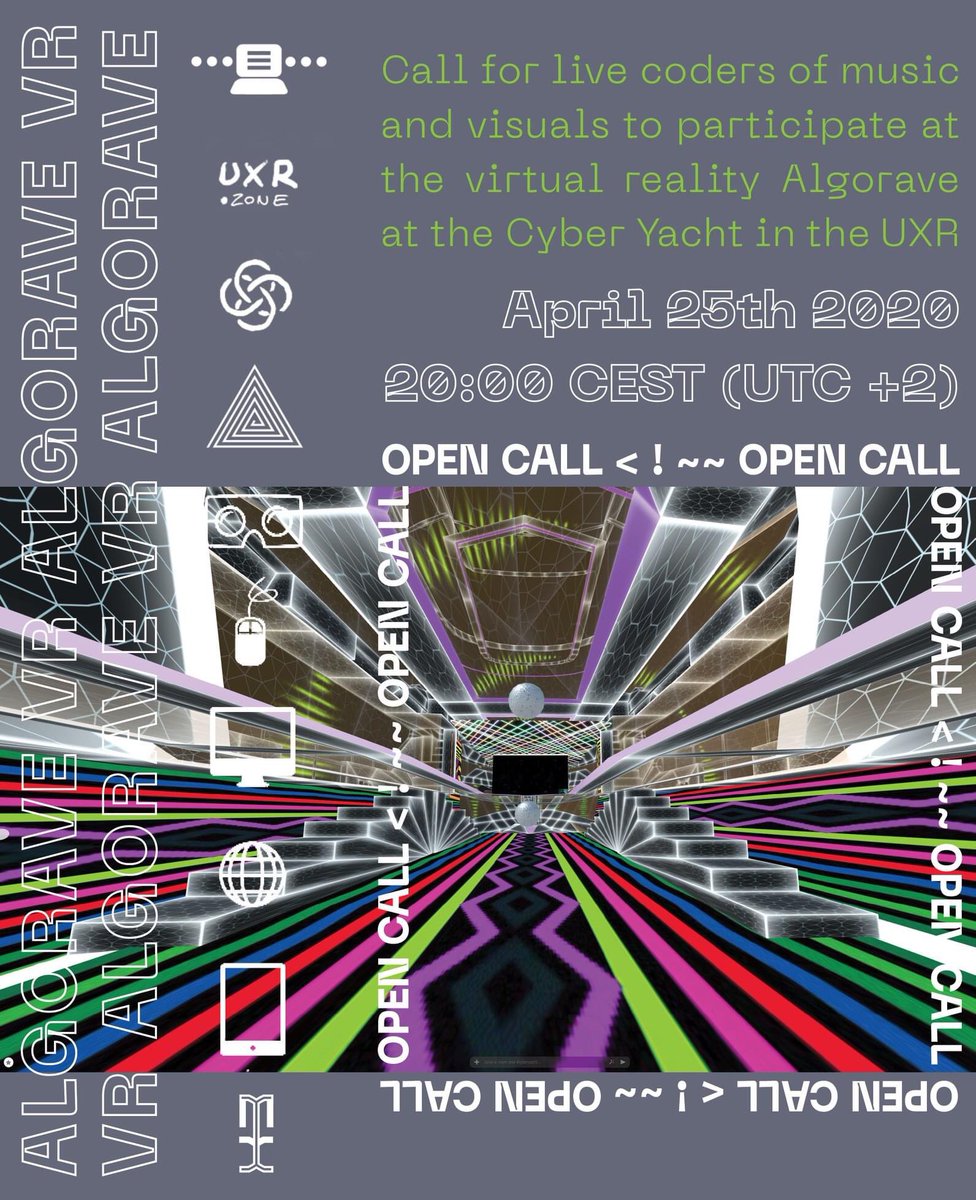 ALGORAVE VR ALGORAVE VR
VR ALGORAVE VR ALGORAVE
UXR
.ZONE
Call for live coders of music
and visuals to participate at
the virtual reality Algorave
at the Cyber Yacht in the UXR
April 25th 2020
20:00 CEST (UTC +2)
OPEN CALL < ! ~~ OPEN CALL
OPEN CALL < ! ~~ OPEN CALL
OPEN CALL < ! ~~ OPEN CALL
OPEN CALL < ! ~~ OPEN CALL